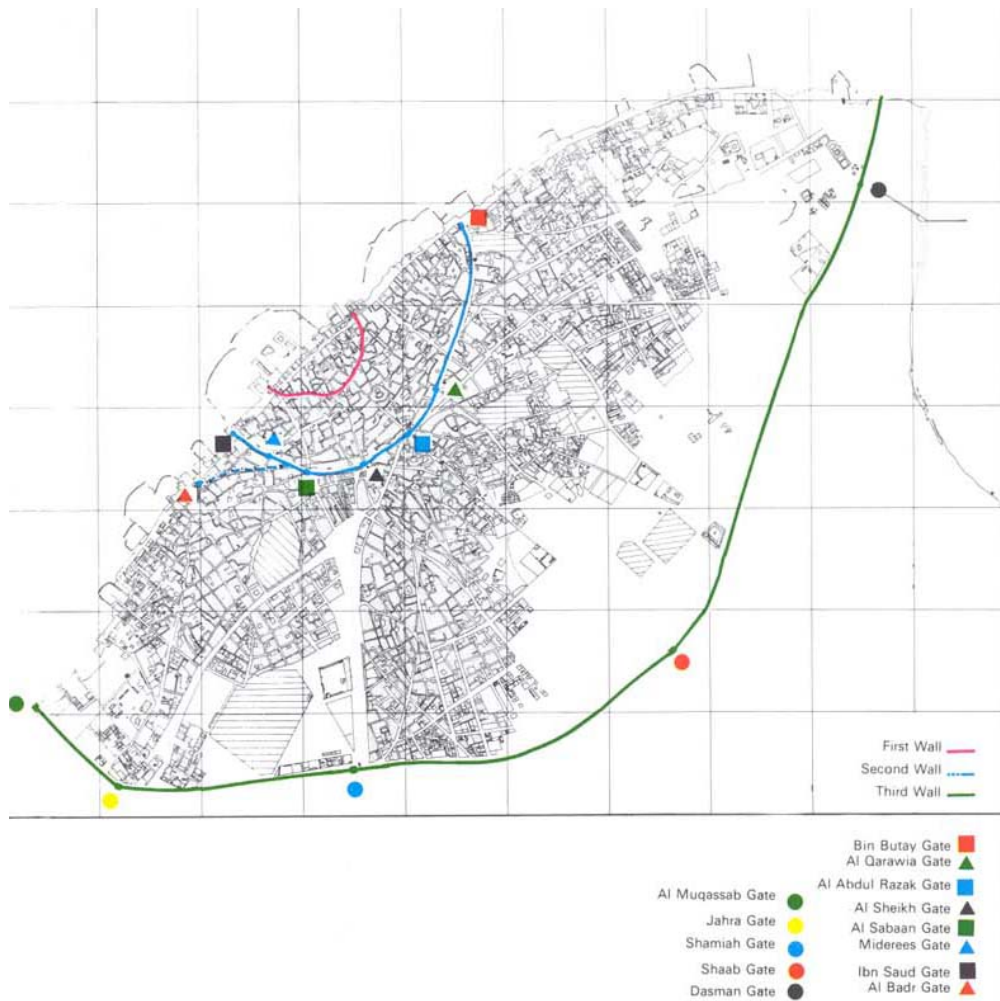 First Wall
Second Wall
Third Wall
Al Muqassab Gate
Jahra Gate
Shamiah Gate
Shaab Gate
Dasman Gate
Bin Butay Gate
Al Qarawia Gate
Al Abdul Razak Gate
Al Sheikh Gate
Al Sabaan Gate
Miderees Gate
Ibn Saud Gate
Al Badr Gate